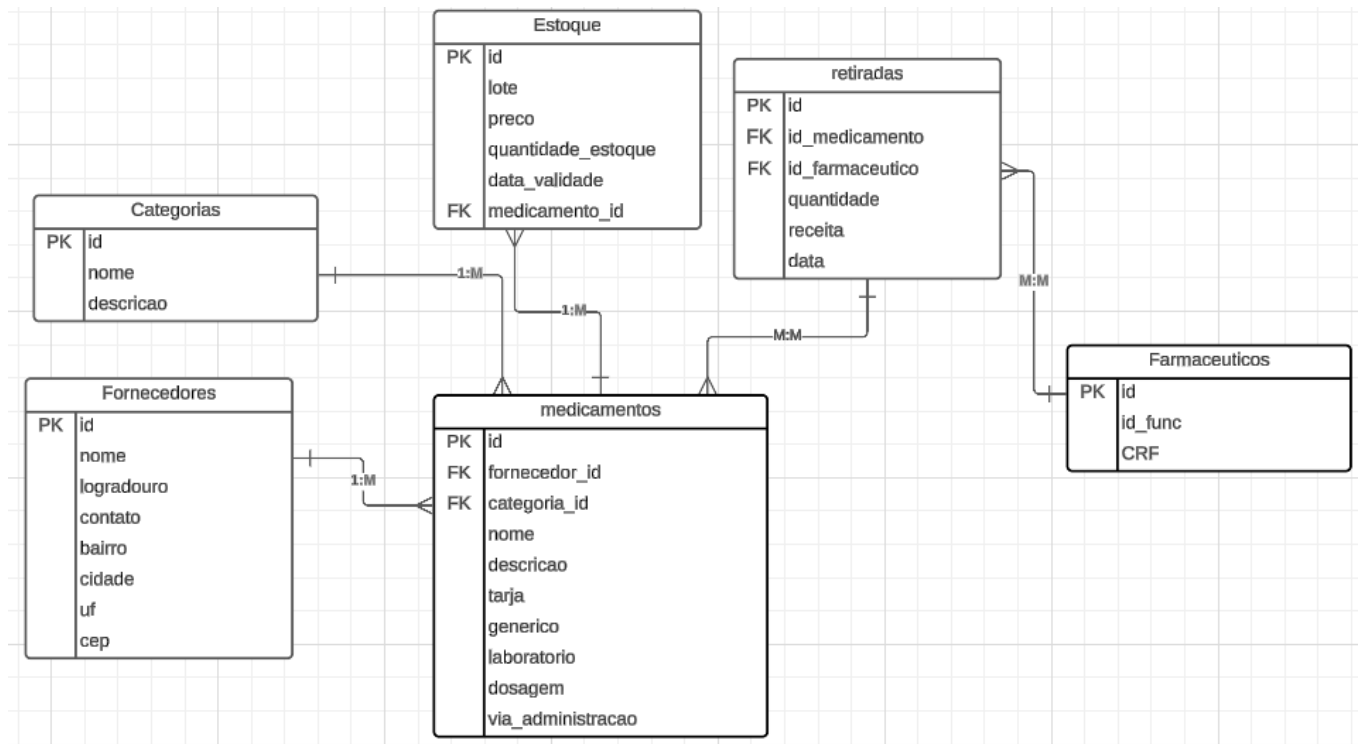 Estoque
PK id
lote
preco
quantidade_estoque
data_validade
FK medicamento_id
retiradas
PK id
FK id_medicamento
FK id_farmaceutico
quantidade
receita
data
Categorias
PK id
nome
descricao
1:M
1:M
M:M
M:M
Farmaceuticos
PK id
id_func
CRF
Fornecedores
PK id
nome
logradouro
contato
bairro
cidade
uf
cep
1:M
medicamentos
PK id
FK fornecedor_id
FK categoria_id
nome
descricao
tarja
generico
laboratorio
dosagem
via_administracao